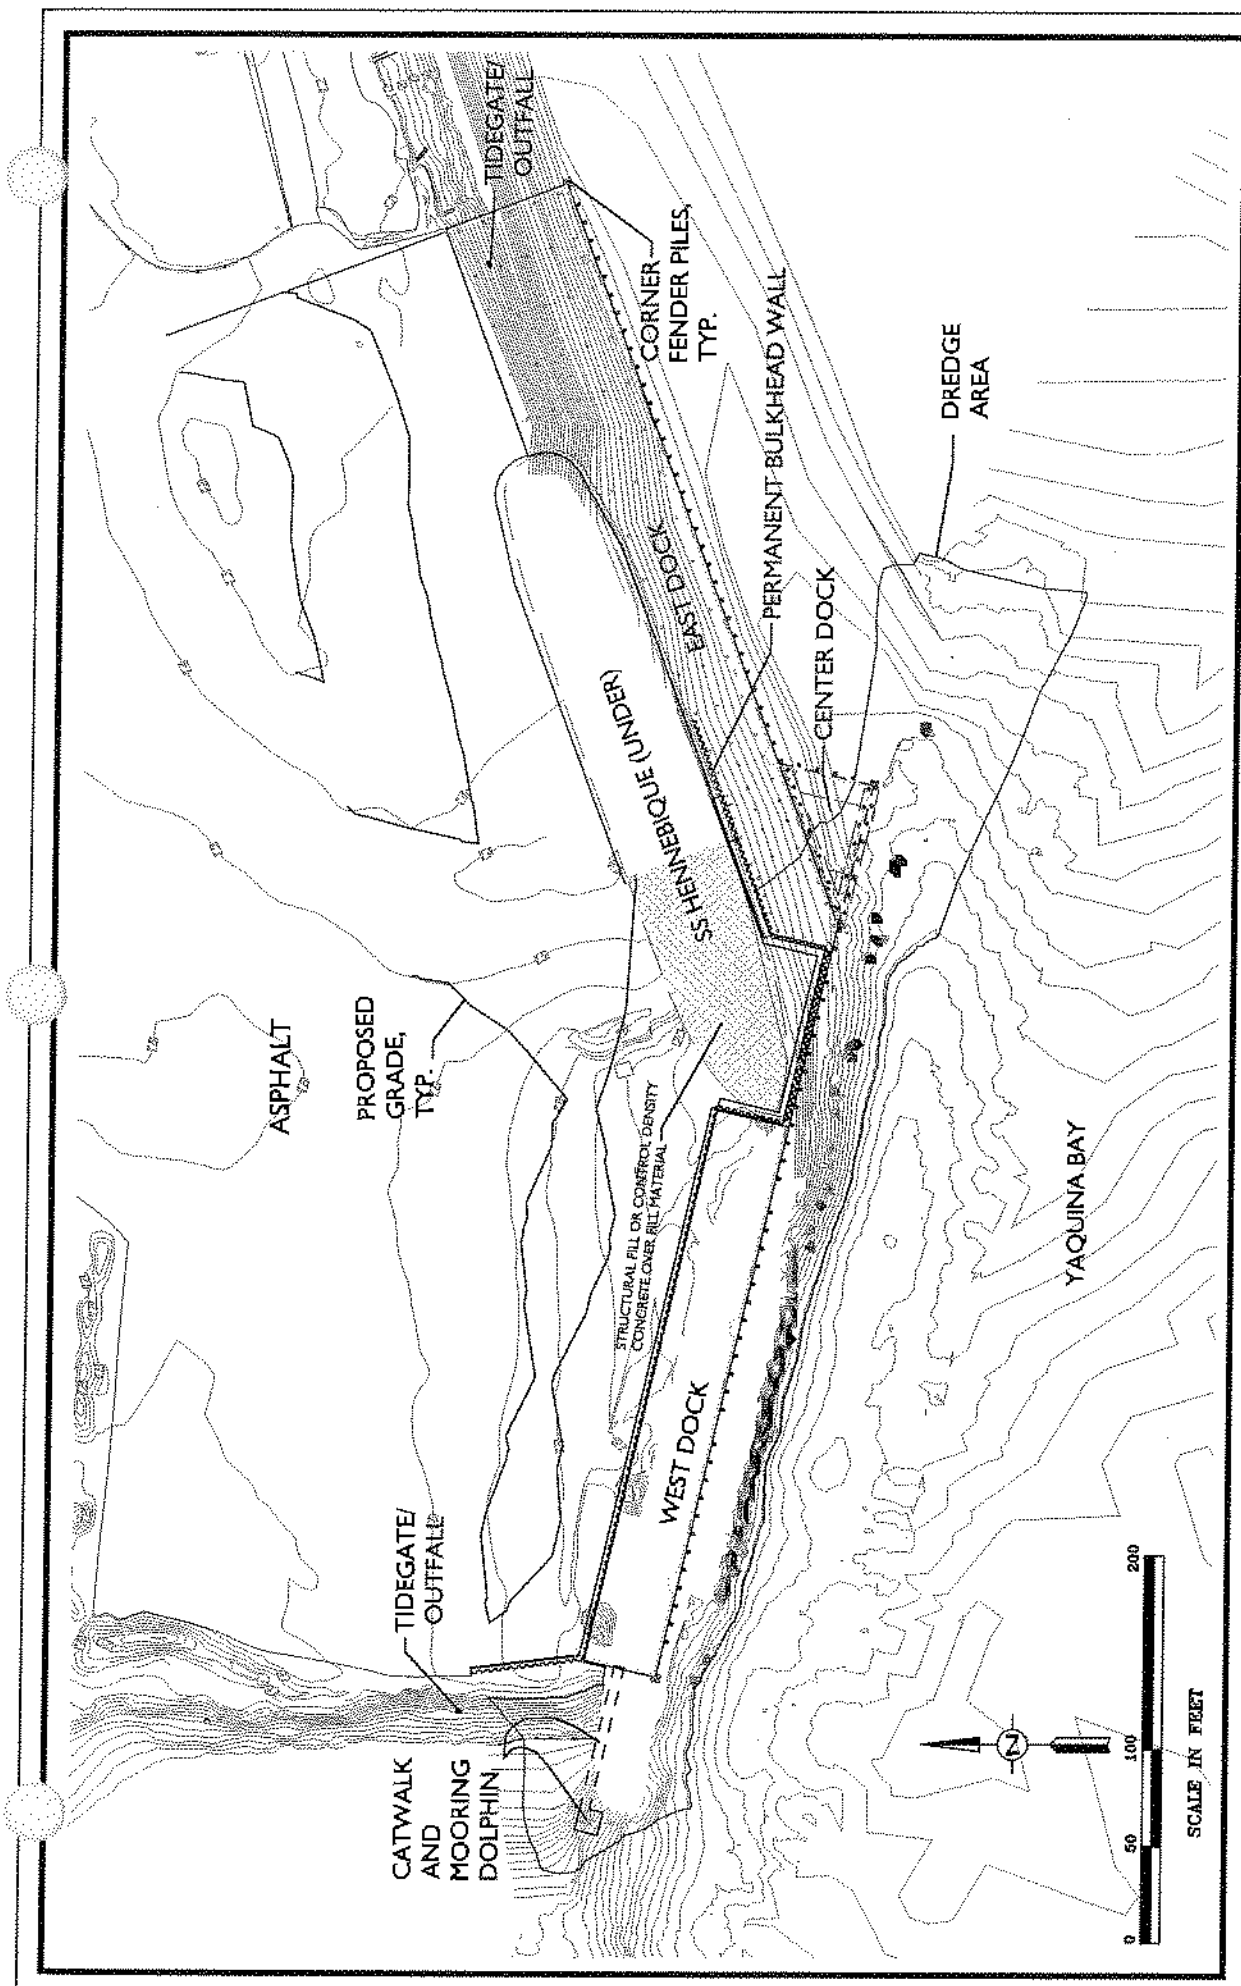 TIDEGATE/
OUTFALL
CORNER
FENDER PILES,
TYP.
PERMANENT BULKHEAD WALL
DREDGE
AREA
EAST DOCK
CENTER DOCK
SS HENNEBIQUE (UNDER)
ASPHALT
PROPOSED
GRADE,
TYP.
STRUCTURAL FILL OR CONTROL DENSITY
CONCRETE OVER FILL MATERIAL
YAQUINA BAY
WEST DOCK
TIDEGATE/
OUTFALL
CATWALK
AND
MOORING
DOLPHIN
N
0 50 100 200
SCALE IN FEET